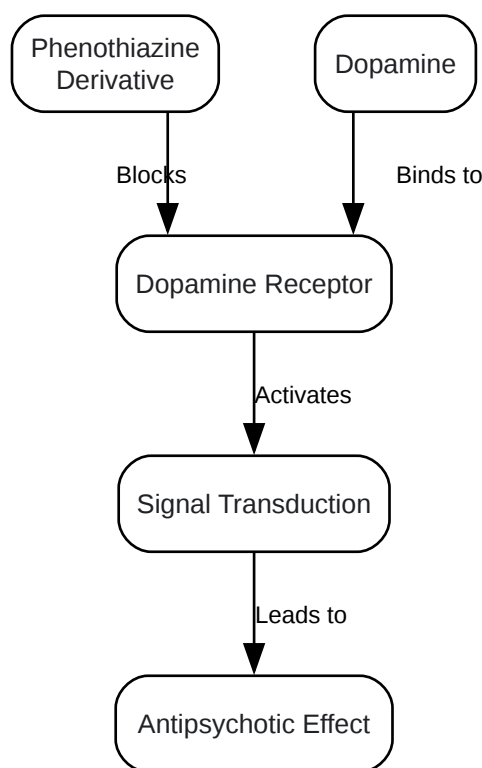 Phenothiazine
Derivative
Dopamine
Blocks
Binds to
Dopamine Receptor
Activates
Signal Transduction
Leads to
Antipsychotic Effect